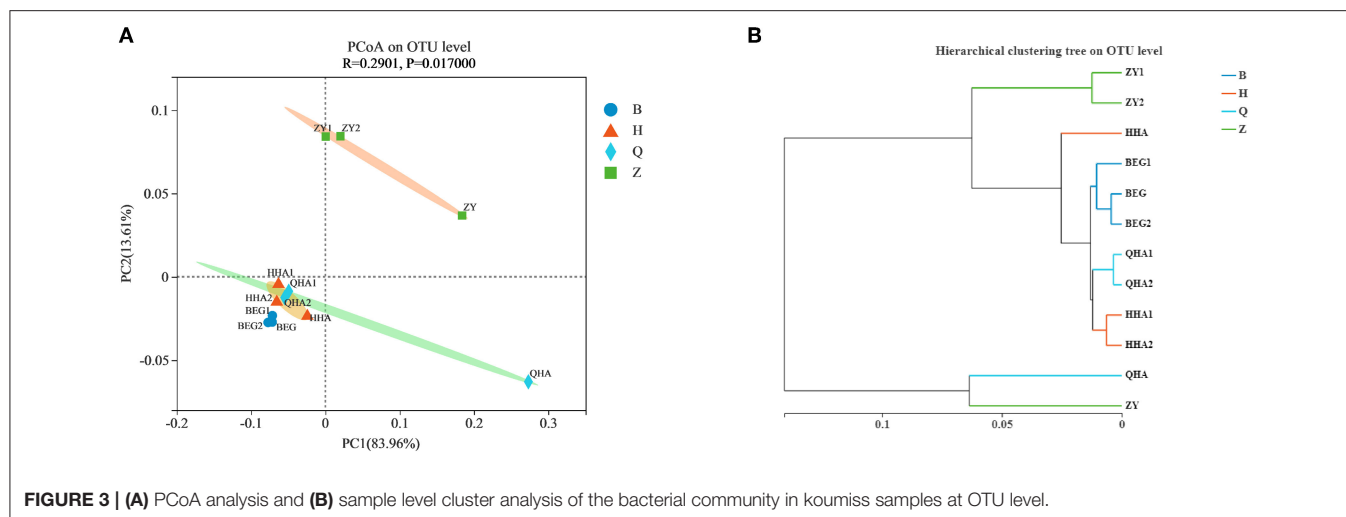 A
PCoA on OTU level
R=0.2901, P=0.017000
PC2(13.61%)
0.1
0.05
0
-0.05
-0.2
-0.1
0
0.1
0.2
0.3
PC1(83.96%)
ZY1
ZY2
ZY
HHA1
QHA1
HHA2
QHA2
BEG1
HHA
BEG2
BEG
QHA
B
H
Q
Z
B
Hierarchical clustering tree on OTU level
ZY1
ZY2
HHA
BEG1
BEG
BEG2
QHA1
QHA2
HHA1
HHA2
QHA
ZY
0.1
0.05
0
B
H
Q
Z
FIGURE 3 | (A) PCoA analysis and (B) sample level cluster analysis of the bacterial community in koumiss samples at OTU level.